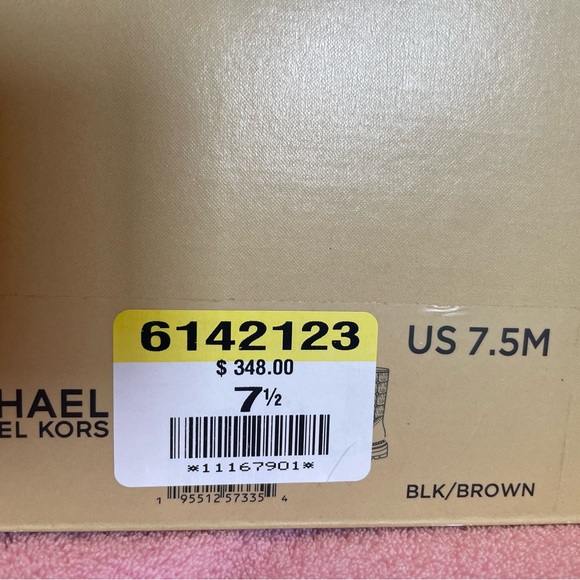 6142123
$ 348.00
7½
*11167901*
US 7.5M
HAEL
EL KORS
1 95512 57335 4
BLK/BROWN